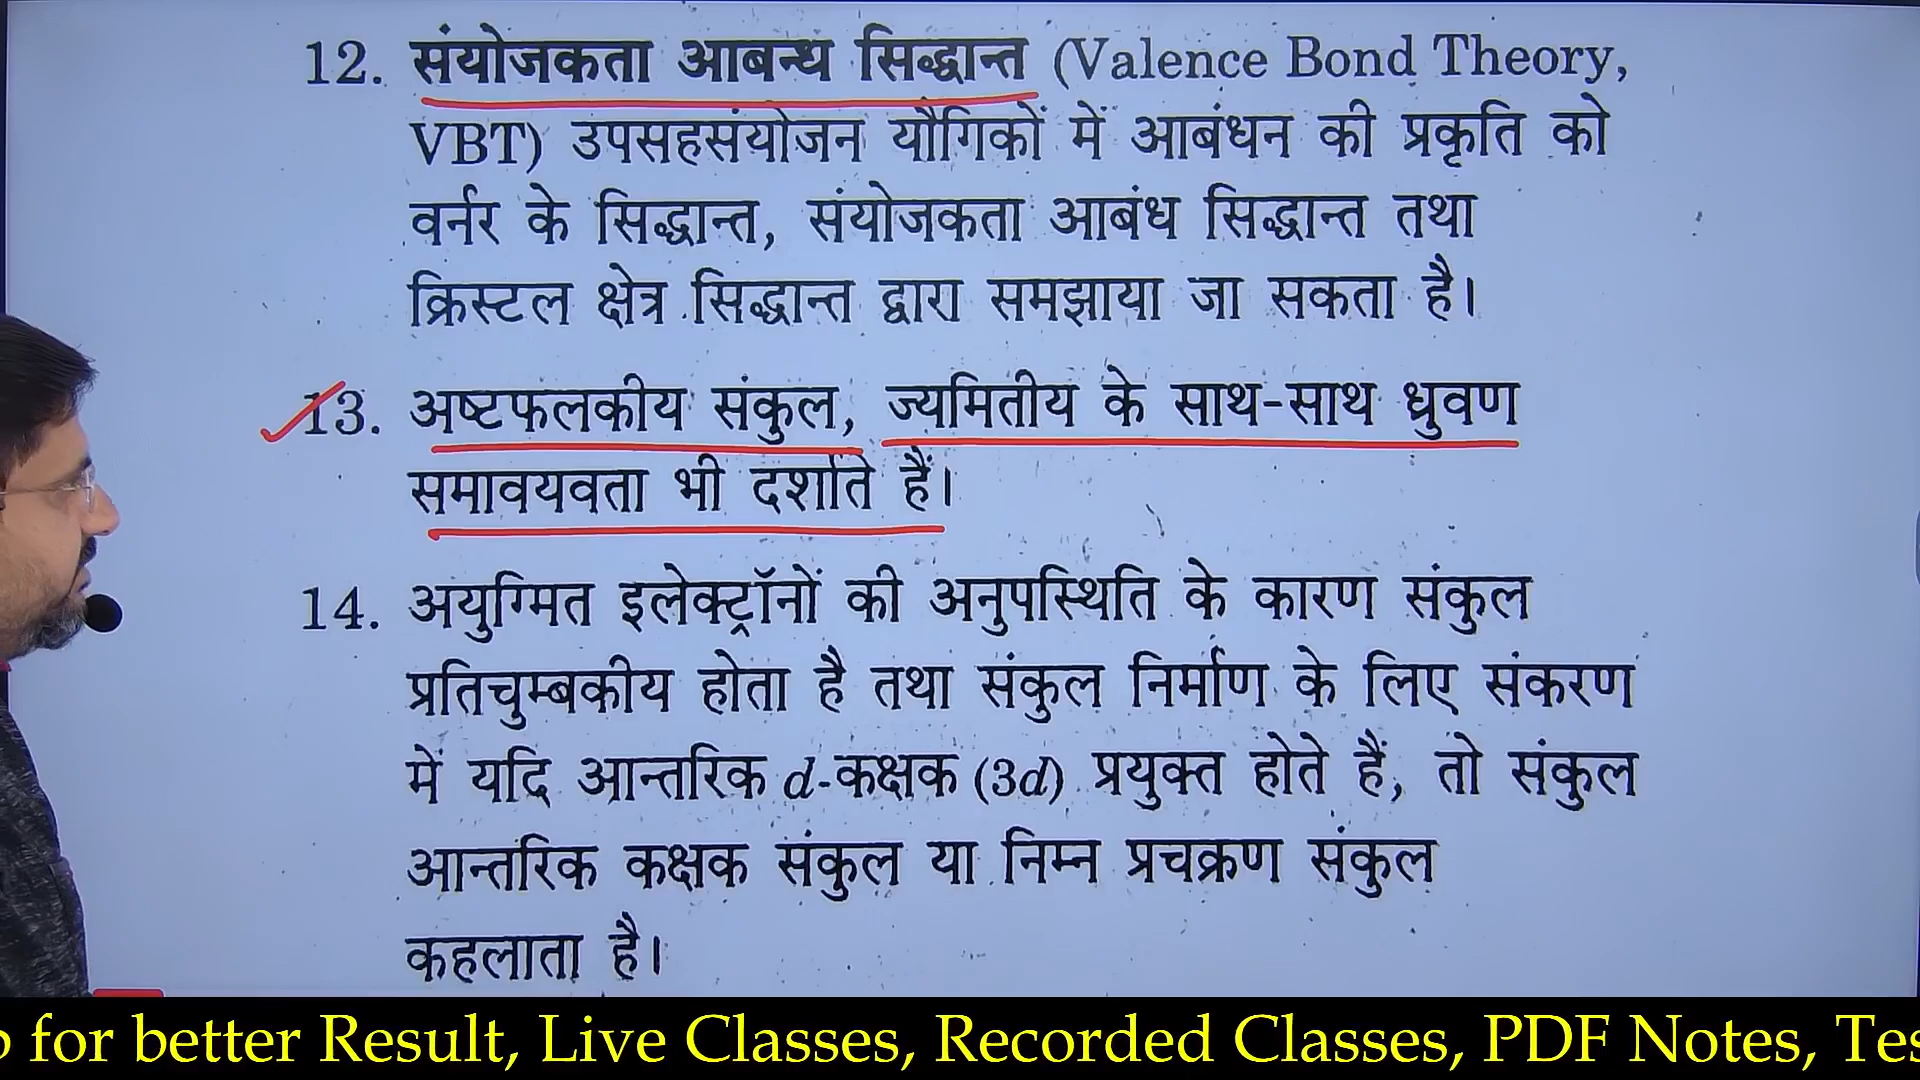 12. संयोजकता आबन्ध सिद्धान्त (Valence Bond Theory,
VBT) उपसहसंयोजन यौगिकों में आबंधन की प्रकृति को
वर्नर के सिद्धान्त, संयोजकता आबंध सिद्धान्त तथा
क्रिस्टल क्षेत्र सिद्धान्त द्वारा समझाया जा सकता है।
13. अष्टफलकीय संकुल, ज्यमितीय के साथ-साथ ध्रुवण
समावयवता भी दर्शाते हैं।
14. अयुग्मित इलेक्ट्रॉनों की अनुपस्थिति के कारण संकुल
प्रतिचुम्बकीय होता है तथा संकुल निर्माण के लिए संकरण
में यदि आन्तरिक d-कक्षक (3d) प्रयुक्त होते हैं, तो संकुल
आन्तरिक कक्षक संकुल या निम्न प्रचक्रण संकुल
कहलाता है।
for better Result, Live Classes, Recorded Classes, PDF Notes,